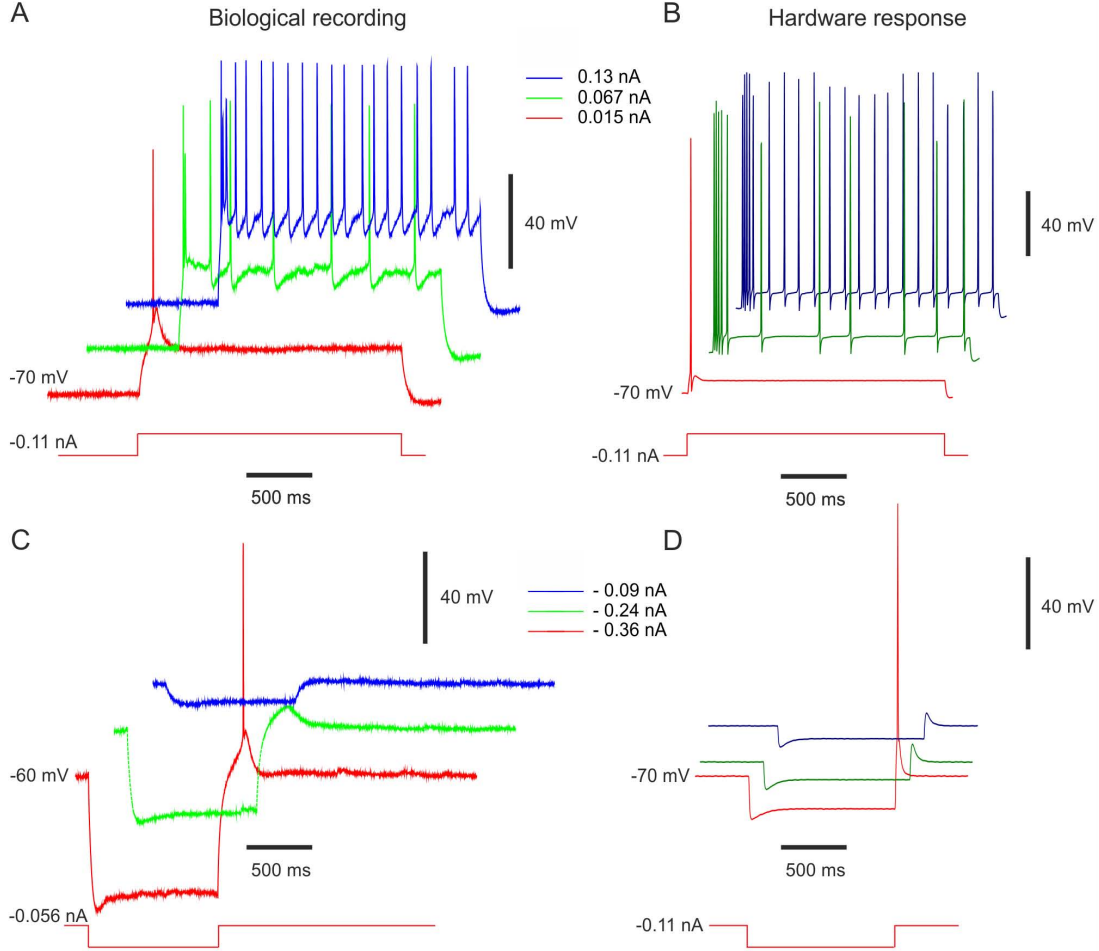 A
Biological recording
B
Hardware response
0.13 nA
0.067 nA
0.015 nA
40 mV
40 mV
-70 mV
-70 mV
-0.11 nA
-0.11 nA
500 ms
500 ms
C
D
40 mV
- 0.09 nA
- 0.24 nA
- 0.36 nA
40 mV
-60 mV
-70 mV
500 ms
500 ms
-0.056 nA
-0.11 nA